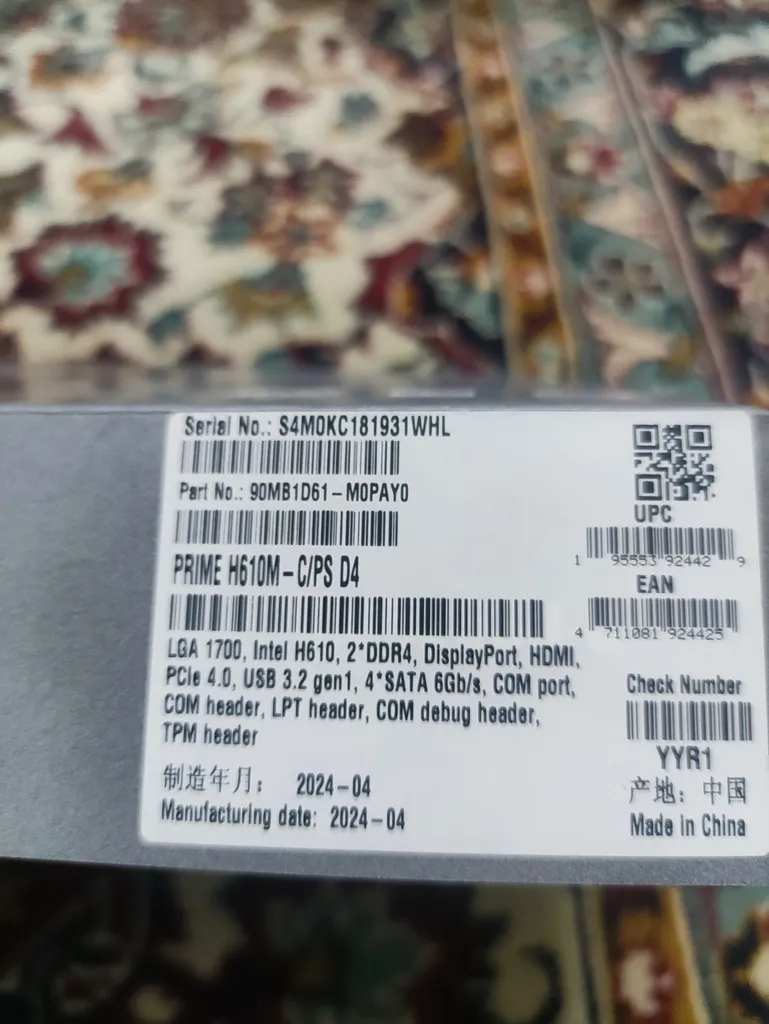 Serial No.: S4M0KC181931WHL
Part No.: 90MB1D61-M0PAY0
PRIME H610M-C/PS D4
LGA 1700, Intel H610, 2*DDR4, DisplayPort, HDMI,
PCIe 4.0, USB 3.2 gen1, 4*SATA 6Gb/s, COM port,
COM header, LPT header, COM debug header,
TPM header
制造年月： 2024-04
Manufacturing date: 2024-04
UPC
1 95553 92442 9
EAN
4 711081 924425
Check Number
YYR1
产地：中国
Made in China